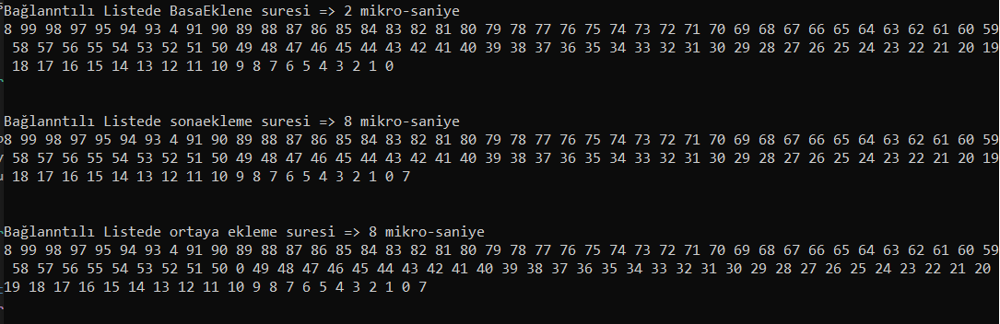 Bağlanntılı Listede BasaEklene suresi => 2 mikro-saniye
8 99 98 97 95 94 93 4 91 90 89 88 87 86 85 84 83 82 81 80 79 78 77 76 75 74 73 72 71 70 69 68 67 66 65 64 63 62 61 60 59
58 57 56 55 54 53 52 51 50 49 48 47 46 45 44 43 42 41 40 39 38 37 36 35 34 33 32 31 30 29 28 27 26 25 24 23 22 21 20 19
18 17 16 15 14 13 12 11 10 9 8 7 6 5 4 3 2 1 0
Bağlanntılı Listede sonaekleme suresi => 8 mikro-saniye
8 99 98 97 95 94 93 4 91 90 89 88 87 86 85 84 83 82 81 80 79 78 77 76 75 74 73 72 71 70 69 68 67 66 65 64 63 62 61 60 59
58 57 56 55 54 53 52 51 50 49 48 47 46 45 44 43 42 41 40 39 38 37 36 35 34 33 32 31 30 29 28 27 26 25 24 23 22 21 20 19
18 17 16 15 14 13 12 11 10 9 8 7 6 5 4 3 2 1 0 7
Bağlanntılı Listede ortaya ekleme suresi => 8 mikro-saniye
8 99 98 97 95 94 93 4 91 90 89 88 87 86 85 84 83 82 81 80 79 78 77 76 75 74 73 72 71 70 69 68 67 66 65 64 63 62 61 60 59
58 57 56 55 54 53 52 51 50 0 49 48 47 46 45 44 43 42 41 40 39 38 37 36 35 34 33 32 31 30 29 28 27 26 25 24 23 22 21 20
19 18 17 16 15 14 13 12 11 10 9 8 7 6 5 4 3 2 1 0 7